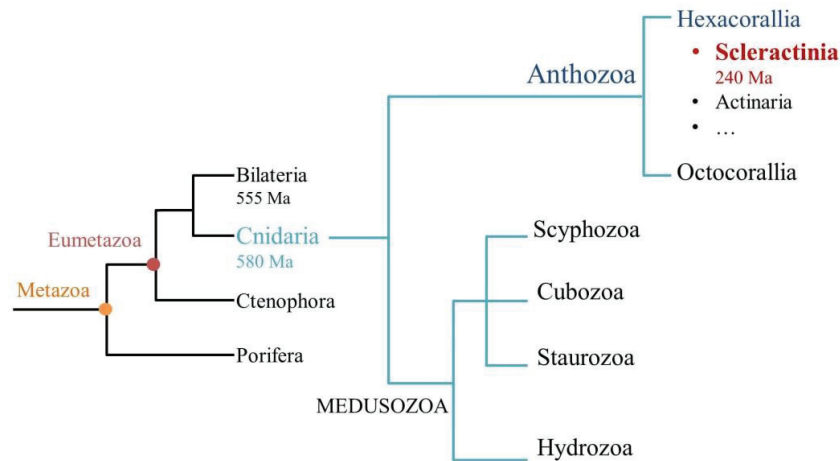 Hexacorallia
• Scleractinia
240 Ma
• Actinaria
• …
Anthozoa
Octocorallia
Bilateria
555 Ma
Eumetazoa
Cnidaria
580 Ma
Metazoa
Ctenophora
Porifera
Scyphozoa
Cubozoa
Staurozoa
MEDUSOZOA
Hydrozoa